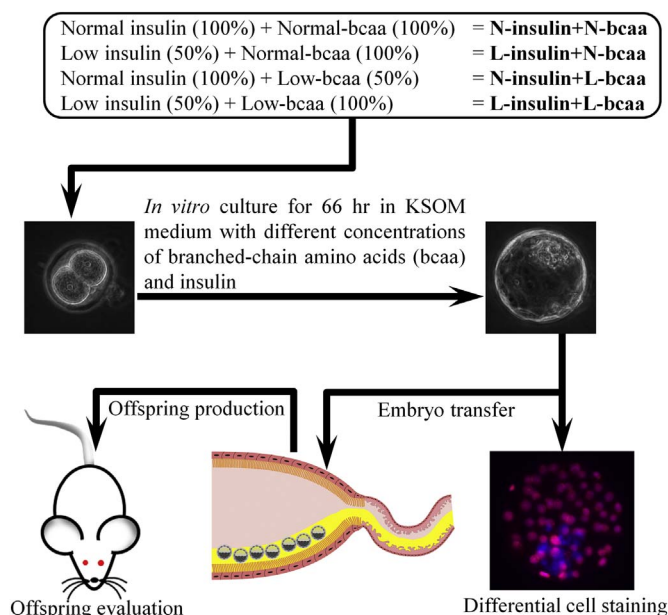 Normal insulin (100%) + Normal-bcaa (100%) = N-insulin+N-bcaa
Low insulin (50%) + Normal-bcaa (100%) = L-insulin+N-bcaa
Normal insulin (100%) + Low-bcaa (50%) = N-insulin+L-bcaa
Low insulin (50%) + Low-bcaa (100%) = L-insulin+L-bcaa
In vitro culture for 66 hr in KSOM
medium with different concentrations
of branched-chain amino acids (bcaa)
and insulin
Offspring production
Embryo transfer
Offspring evaluation
Differential cell staining